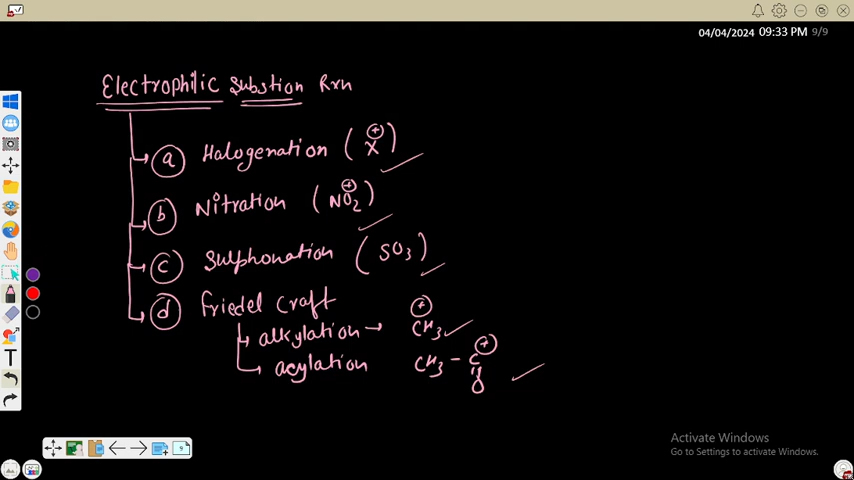 04/04/2024 09:33 PM 9/9
Electrophilic Substion Rxn
a Halogenation ( X⊕ )
b Nitration ( NO2⊕ )
c Sulphonation ( SO3 )
d Friedel Craft
alkylation → ⊕CH3
acylation CH3 - C⊕
O
T
9
Activate Windows
Go to Settings to activate Windows.